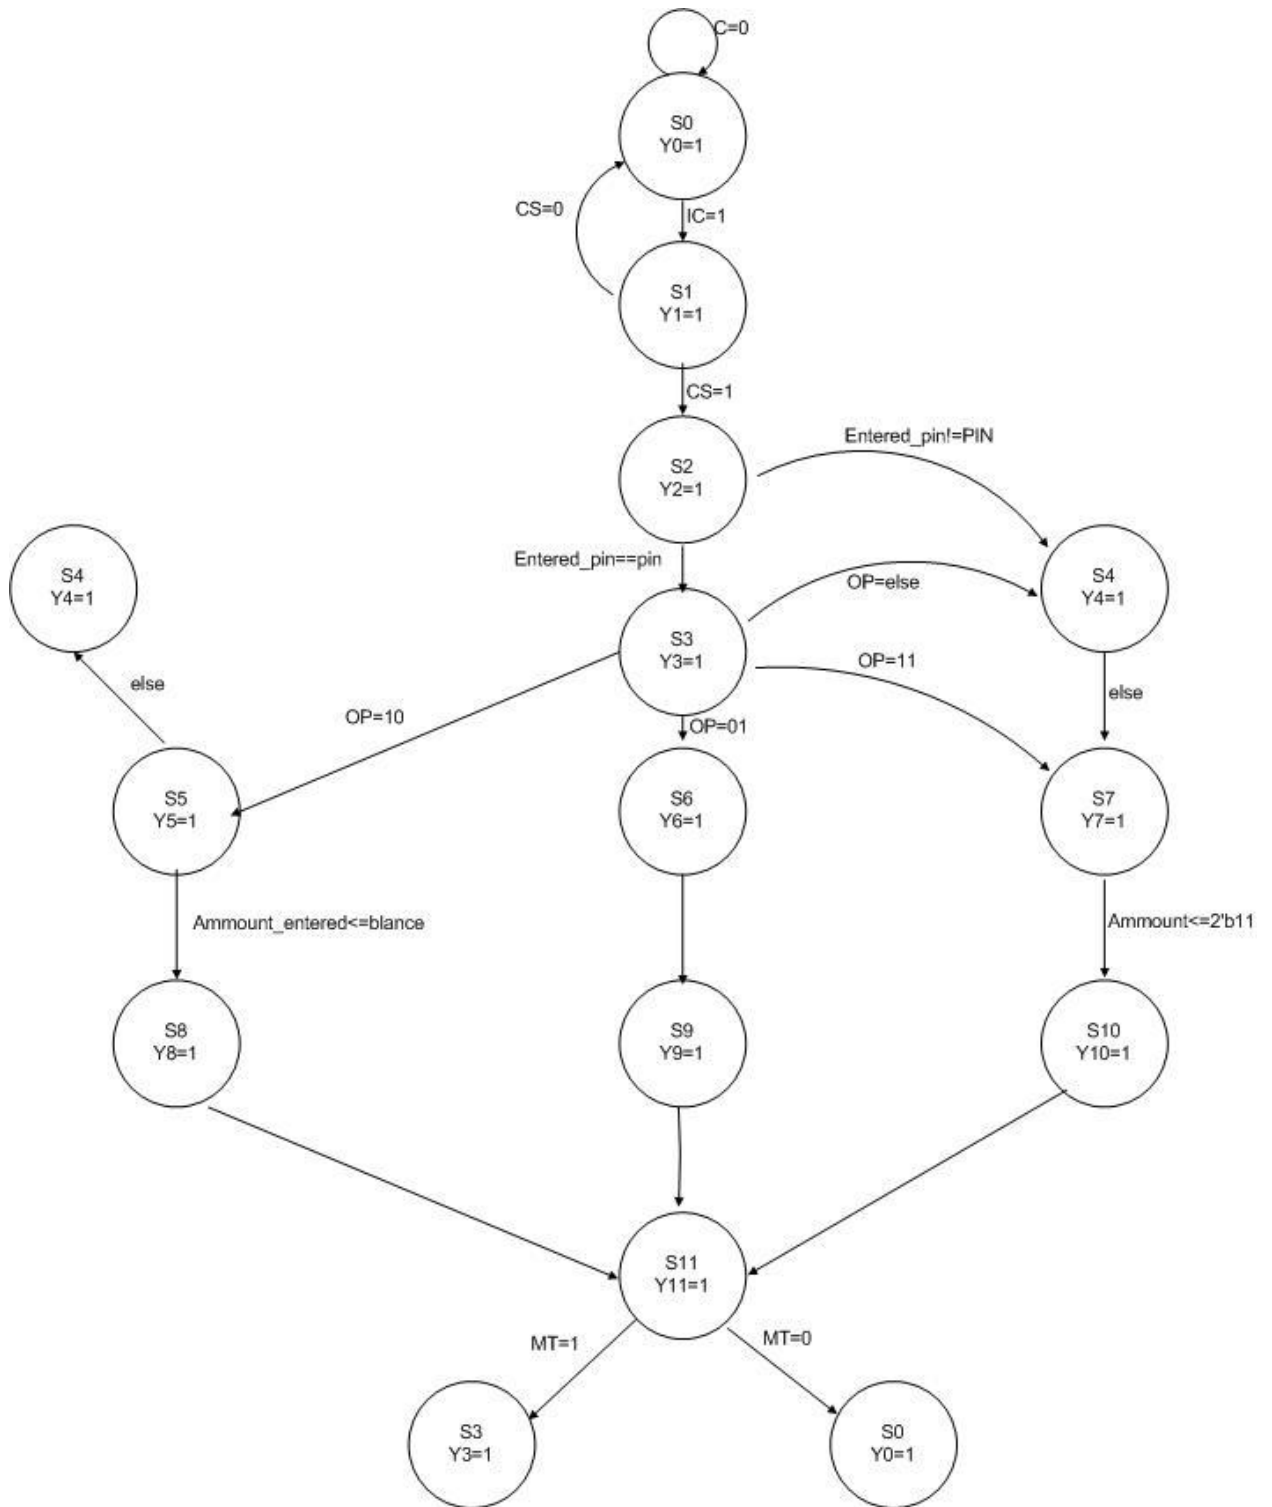 C=0
S0
Y0=1
CS=0
IC=1
S1
Y1=1
CS=1
Entered_pin!=PIN
S2
Y2=1
Entered_pin==pin
S4
Y4=1
OP=else
S4
Y4=1
S3
Y3=1
OP=11
else
else
OP=10
OP=01
S5
Y5=1
S6
Y6=1
S7
Y7=1
Ammount_entered<=blance
Ammount<=2'b11
S8
Y8=1
S9
Y9=1
S10
Y10=1
S11
Y11=1
MT=1
MT=0
S3
Y3=1
S0
Y0=1